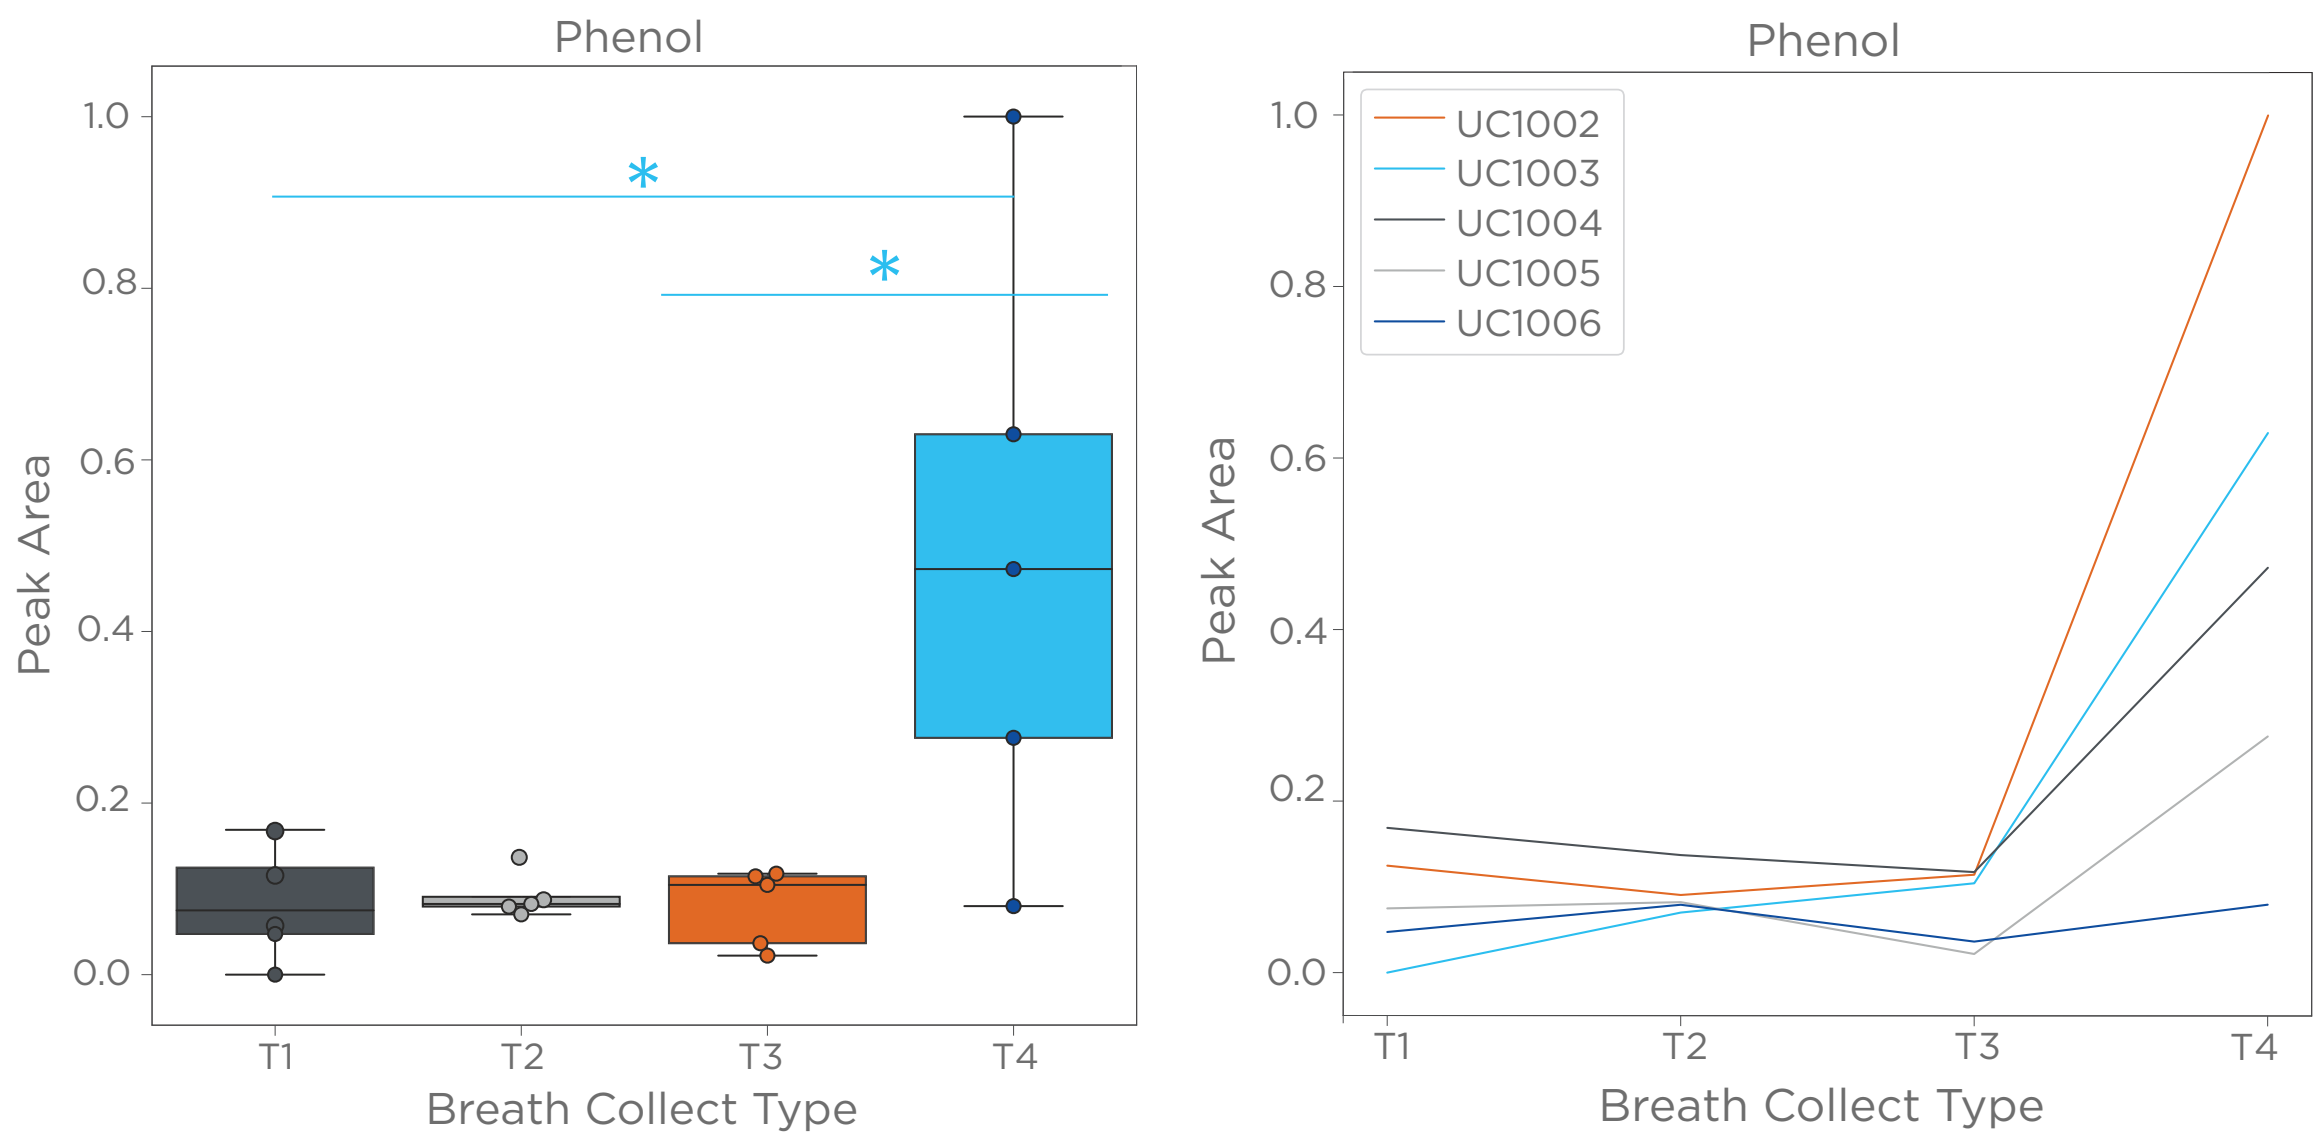 Phenol
1.0
0.8
0.6
0.4
0.2
0.0
Peak Area
*
*
T1 T2 T3 T4
Breath Collect Type
Phenol
1.0
0.8
0.6
0.4
0.2
0.0
Peak Area
UC1002
UC1003
UC1004
UC1005
UC1006
T1 T2 T3 T4
Breath Collect Type